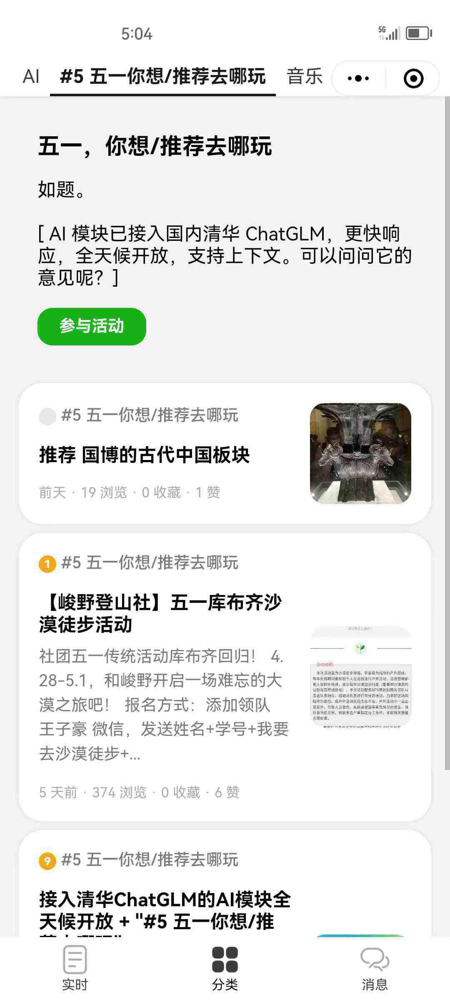 5:04
5G
AI #5 五一你想/推荐去哪玩 音乐
五一，你想/推荐去哪玩
如题。
[ AI 模块已接入国内清华 ChatGLM，更快响
应，全天候开放，支持上下文。可以问问它的
意见呢？]
参与活动
#5 五一你想/推荐去哪玩
推荐 国博的古代中国板块
前天 · 19 浏览 · 0 收藏 · 1 赞
1 #5 五一你想/推荐去哪玩
【峻野登山社】五一库布齐沙
漠徒步活动
社团五一传统活动库布齐回归！ 4.
28-5.1，和峻野开启一场难忘的大
漠之旅吧！ 报名方式：添加领队
王子豪 微信，发送姓名+学号+我要
去沙漠徒步+...
活动说明:
5 天前 · 374 浏览 · 0 收藏 · 6 赞
9 #5 五一你想/推荐去哪玩
接入清华ChatGLM的AI模块全
天候开放 + "#5 五一你想/推
实时 分类 消息